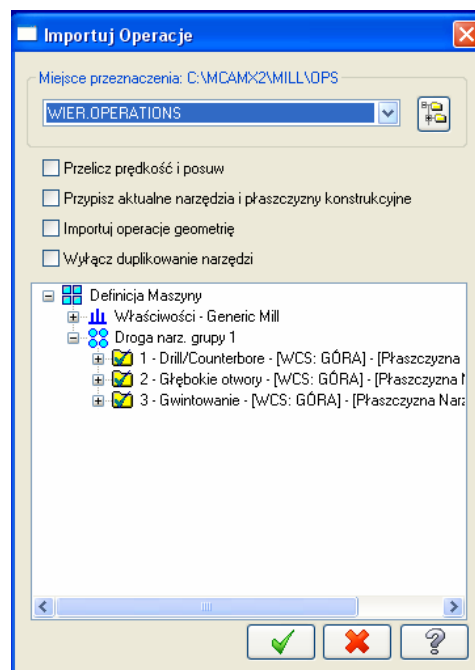 Importuj Operacje
Miejsce przeznaczenia: C:\MCAMX2\MILL\OPS
WIER.OPERATIONS
Przelicz prędkość i posuw
Przypisz aktualne narzędzia i płaszczyzny konstrukcyjne
Importuj operacje geometrię
Wyłącz duplikowanie narzędzi
Definicja Maszyny
Właściwości - Generic Mill
Droga narz. grupy 1
1 - Drill/Counterbore - [WCS: GÓRA] - [Płaszczyzna
2 - Głębokie otwory - [WCS: GÓRA] - [Płaszczyzna N
3 - Gwintowanie - [WCS: GÓRA] - [Płaszczyzna Narz